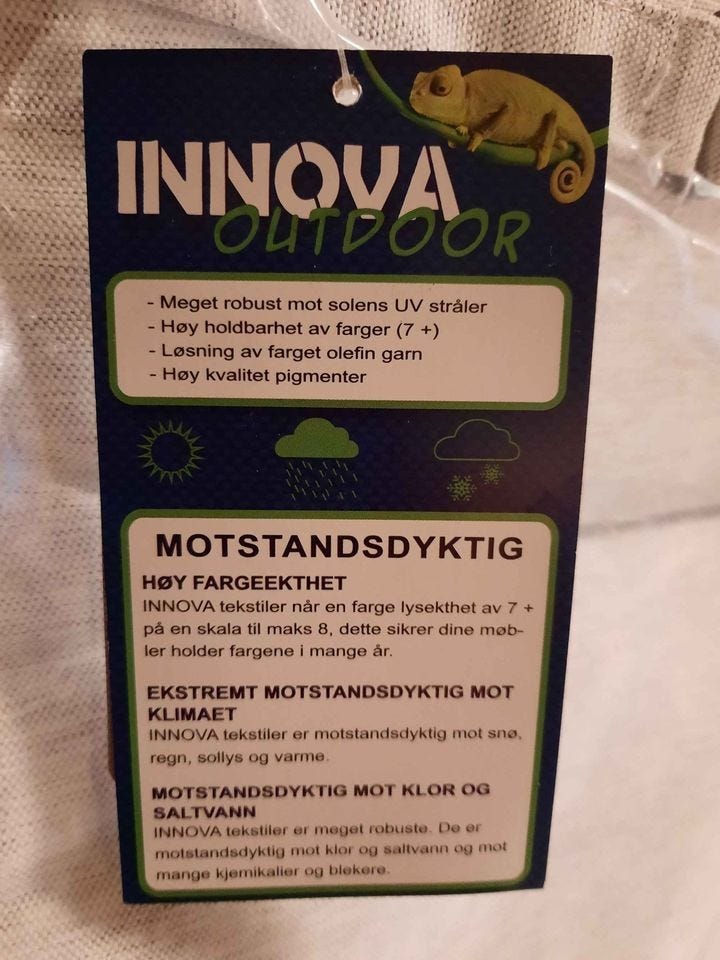 INNOVA
OUTDOOR
- Meget robust mot solens UV stråler
- Høy holdbarhet av farger (7 +)
- Løsning av farget olefin garn
- Høy kvalitet pigmenter
MOTSTANDSDYKTIG
HØY FARGEEKTHET
INNOVA tekstiler når en farge lysekthet av 7 +
på en skala til maks 8, dette sikrer dine møb-
ler holder fargene i mange år.
EKSTREMT MOTSTANDSDYKTIG MOT
KLIMAET
INNOVA tekstiler er motstandsdyktig mot snø,
regn, sollys og varme.
MOTSTANDSDYKTIG MOT KLOR OG
SALTVANN
INNOVA tekstiler er meget robuste. De er
motstandsdyktig mot klor og saltvann og mot
mange kjemikalier og blekere.